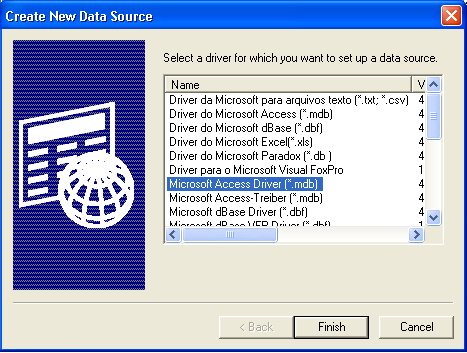 Create New Data Source
Select a driver for which you want to set up a data source.
Name V
Driver da Microsoft para arquivos texto (*.txt; *.csv) 4
Driver do Microsoft Access (*.mdb) 4
Driver do Microsoft dBase (*.dbf) 4
Driver do Microsoft Excel(*.xls) 4
Driver do Microsoft Paradox (*.db ) 4
Driver para o Microsoft Visual FoxPro 1
Microsoft Access Driver (*.mdb) 4
Microsoft Access-Treiber (*.mdb) 4
Microsoft dBase Driver (*.dbf) 4
Microsoft dBase VFP Driver (*.dbf) 1
< Back Finish Cancel